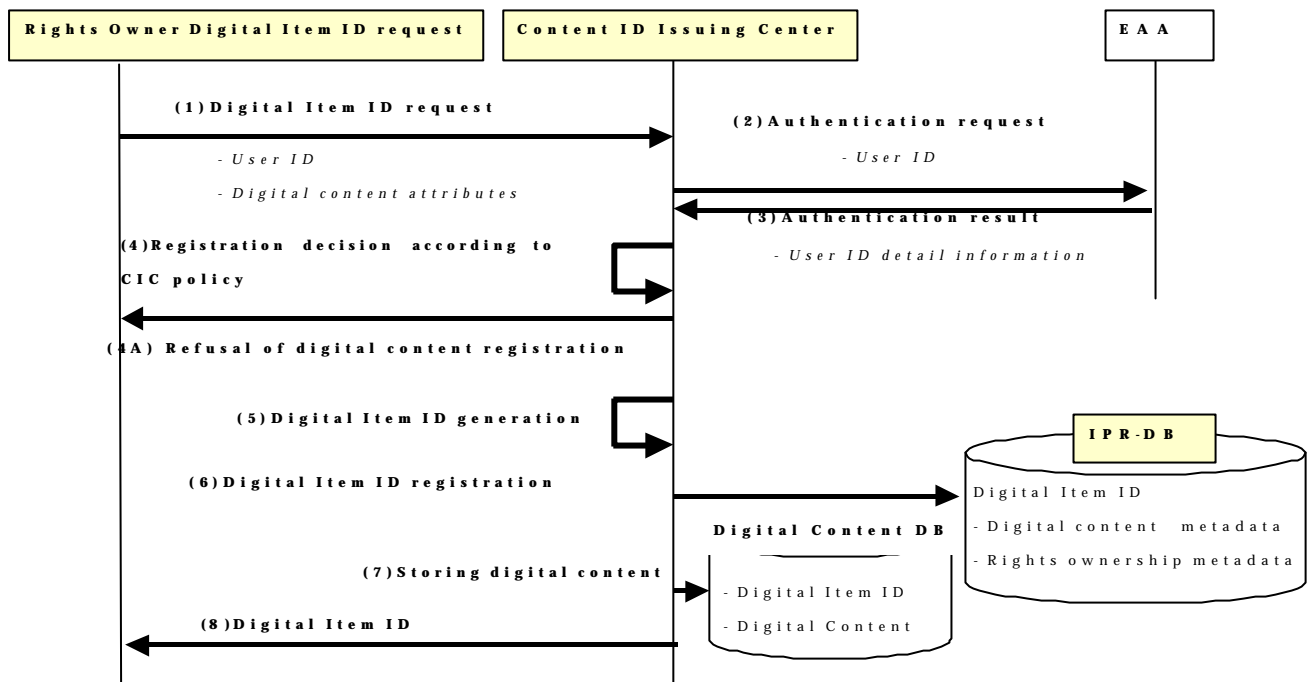 Rights Owner Digital Item ID request
Content ID Issuing Center
EAA
(1)Digital Item ID request
- User ID
- Digital content attributes
(2)Authentication request
- User ID
(3)Authentication result
- User ID detail information
(4)Registration decision according to
CIC policy
(4A) Refusal of digital content registration
(5)Digital Item ID generation
(6)Digital Item ID registration
IPR-DB
Digital Item ID
- Digital content metadata
- Rights ownership metadata
Digital Content DB
(7)Storing digital content
- Digital Item ID
- Digital Content
(8)Digital Item ID